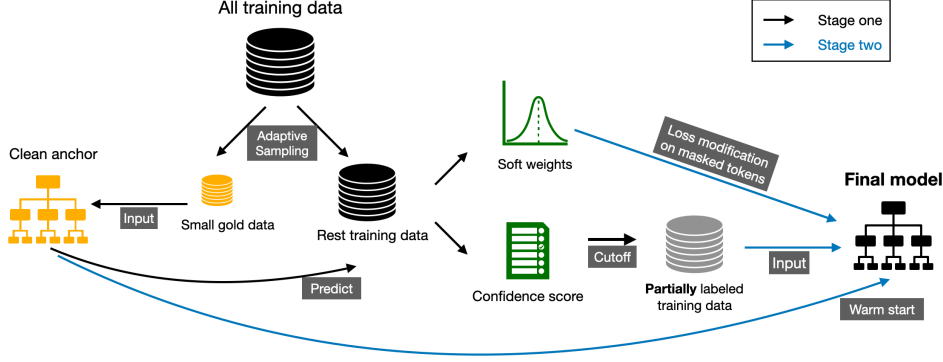 All training data
Stage one
Stage two
Adaptive
Sampling
Clean anchor
Input
Small gold data
Rest training data
Predict
Soft weights
Loss modification
on masked tokens
Confidence score
Cutoff
Partially labeled
training data
Input
Final model
Warm start